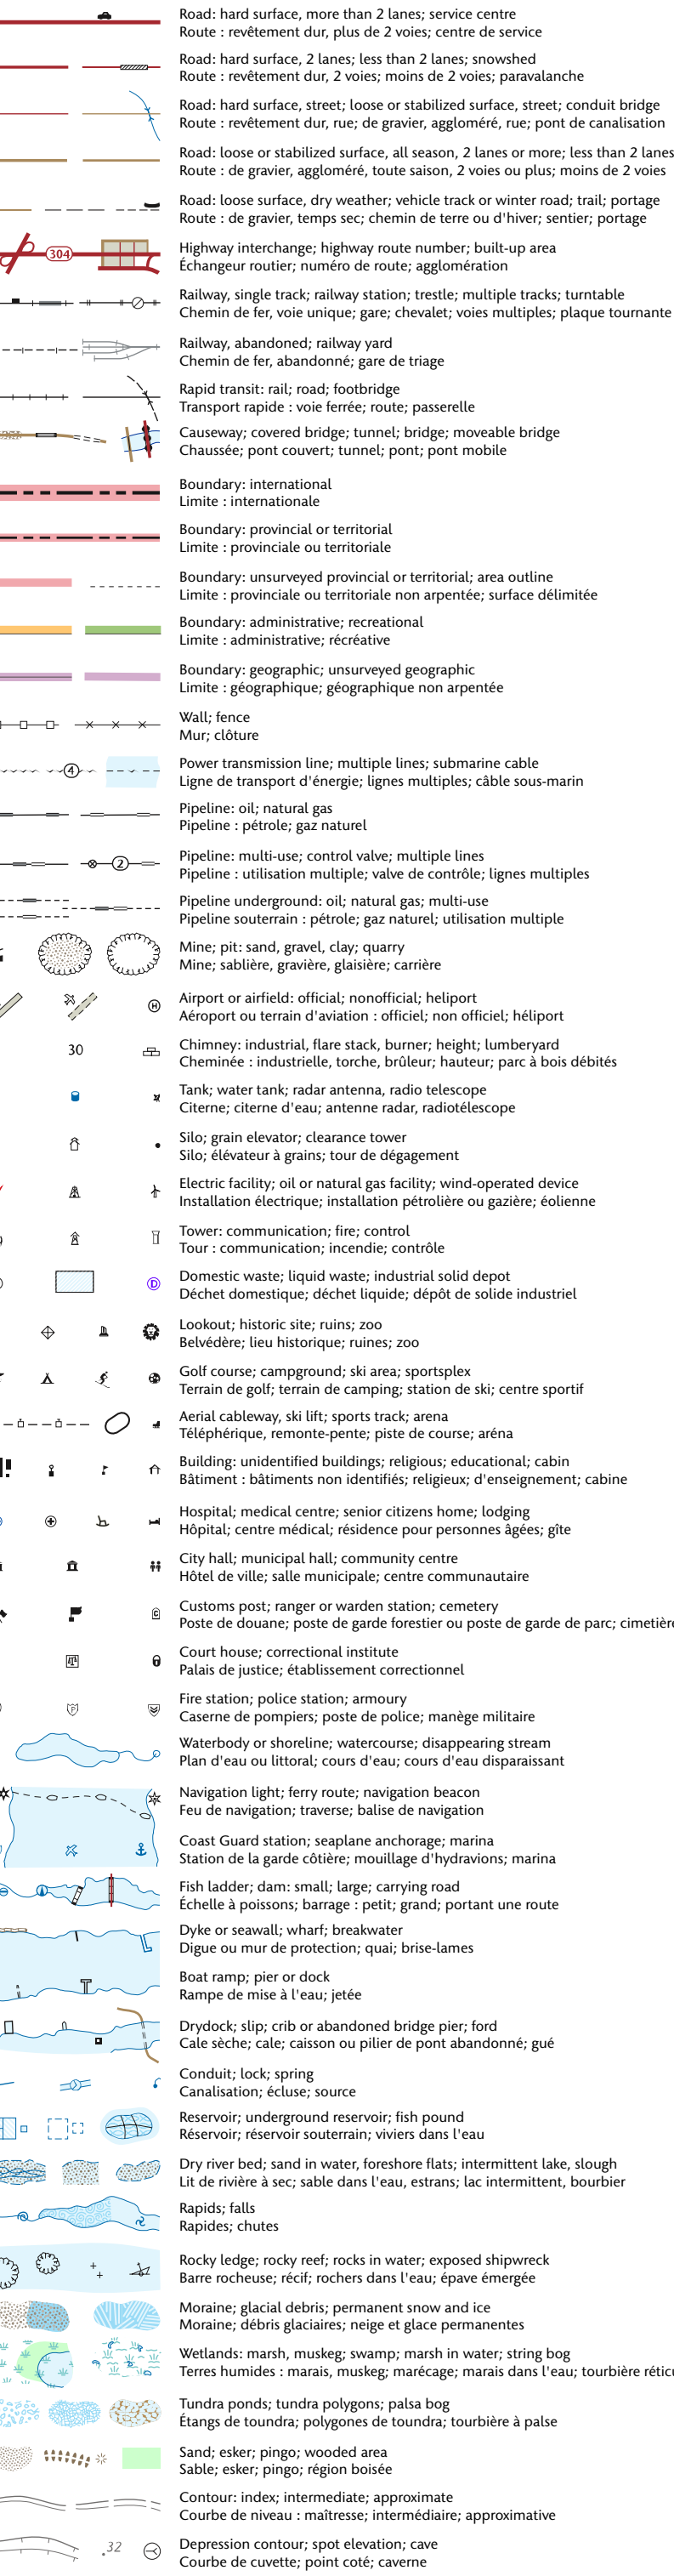 Road: hard surface, more than 2 lanes; service centre
Route : revêtement dur, plus de 2 voies; centre de service
Road: hard surface, 2 lanes; less than 2 lanes; snowshed
Route : revêtement dur, 2 voies; moins de 2 voies; paravalanche
Road: hard surface, street; loose or stabilized surface, street; conduit bridge
Route : revêtement dur, rue; de gravier, aggloméré, rue; pont de canalisation
Road: loose or stabilized surface, all season, 2 lanes or more; less than 2 lanes
Route : de gravier, aggloméré, toute saison, 2 voies ou plus; moins de 2 voies
Road: loose surface, dry weather; vehicle track or winter road; trail; portage
Route : de gravier, temps sec; chemin de terre ou d'hiver; sentier; portage
304
Highway interchange; highway route number; built-up area
Échangeur routier; numéro de route; agglomération
Railway, single track; railway station; trestle; multiple tracks; turntable
Chemin de fer, voie unique; gare; chevalet; voies multiples; plaque tournante
Railway, abandoned; railway yard
Chemin de fer, abandonné; gare de triage
Rapid transit: rail; road; footbridge
Transport rapide : voie ferrée; route; passerelle
Causeway; covered bridge; tunnel; bridge; moveable bridge
Chaussée; pont couvert; tunnel; pont; pont mobile
Boundary: international
Limite : internationale
Boundary: provincial or territorial
Limite : provinciale ou territoriale
Boundary: unsurveyed provincial or territorial; area outline
Limite : provinciale ou territoriale non arpentée; surface délimitée
Boundary: administrative; recreational
Limite : administrative; récréative
Boundary: geographic; unsurveyed geographic
Limite : géographique; géographique non arpentée
Wall; fence
Mur; clôture
4
Power transmission line; multiple lines; submarine cable
Ligne de transport d'énergie; lignes multiples; câble sous-marin
Pipeline: oil; natural gas
Pipeline : pétrole; gaz naturel
2
Pipeline: multi-use; control valve; multiple lines
Pipeline : utilisation multiple; valve de contrôle; lignes multiples
Pipeline underground: oil; natural gas; multi-use
Pipeline souterrain : pétrole; gaz naturel; utilisation multiple
Mine; pit: sand, gravel, clay; quarry
Mine; sablière, gravière, glaisière; carrière
H
Airport or airfield: official; nonofficial; heliport
Aéroport ou terrain d'aviation : officiel; non officiel; héliport
30
Chimney: industrial, flare stack, burner; height; lumberyard
Cheminée : industrielle, torche, brûleur; hauteur; parc à bois débités
Tank; water tank; radar antenna, radio telescope
Citerne; citerne d'eau; antenne radar, radiotélescope
Silo; grain elevator; clearance tower
Silo; élévateur à grains; tour de dégagement
Electric facility; oil or natural gas facility; wind-operated device
Installation électrique; installation pétrolière ou gazière; éolienne
Tower: communication; fire; control
Tour : communication; incendie; contrôle
D
Domestic waste; liquid waste; industrial solid depot
Déchet domestique; déchet liquide; dépôt de solide industriel
Lookout; historic site; ruins; zoo
Belvédère; lieu historique; ruines; zoo
Golf course; campground; ski area; sportsplex
Terrain de golf; terrain de camping; station de ski; centre sportif
Aerial cableway, ski lift; sports track; arena
Téléphérique, remonte-pente; piste de course; aréna
Building: unidentified buildings; religious; educational; cabin
Bâtiment : bâtiments non identifiés; religieux; d'enseignement; cabine
Hospital; medical centre; senior citizens home; lodging
Hôpital; centre médical; résidence pour personnes âgées; gîte
City hall; municipal hall; community centre
Hôtel de ville; salle municipale; centre communautaire
C
Customs post; ranger or warden station; cemetery
Poste de douane; poste de garde forestier ou poste de garde de parc; cimetière
Court house; correctional institute
Palais de justice; établissement correctionnel
P
Fire station; police station; armoury
Caserne de pompiers; poste de police; manège militaire
Waterbody or shoreline; watercourse; disappearing stream
Plan d'eau ou littoral; cours d'eau; cours d'eau disparaissant
Navigation light; ferry route; navigation beacon
Feu de navigation; traverse; balise de navigation
Coast Guard station; seaplane anchorage; marina
Station de la garde côtière; mouillage d'hydravions; marina
Fish ladder; dam: small; large; carrying road
Échelle à poissons; barrage : petit; grand; portant une route
Dyke or seawall; wharf; breakwater
Digue ou mur de protection; quai; brise-lames
Boat ramp; pier or dock
Rampe de mise à l'eau; jetée
Drydock; slip; crib or abandoned bridge pier; ford
Cale sèche; cale; caisson ou pilier de pont abandonné; gué
Conduit; lock; spring
Canalisation; écluse; source
Reservoir; underground reservoir; fish pound
Réservoir; réservoir souterrain; viviers dans l'eau
Dry river bed; sand in water, foreshore flats; intermittent lake, slough
Lit de rivière à sec; sable dans l'eau, estrans; lac intermittent, bourbier
Rapids; falls
Rapides; chutes
Rocky ledge; rocky reef; rocks in water; exposed shipwreck
Barre rocheuse; récif; rochers dans l'eau; épave émergée
Moraine; glacial debris; permanent snow and ice
Moraine; débris glaciaires; neige et glace permanentes
Wetlands: marsh, muskeg; swamp; marsh in water; string bog
Terres humides : marais, muskeg; marécage; marais dans l'eau; tourbière
Tundra ponds; tundra polygons; palsa bog
Étangs de toundra; polygones de toundra; tourbière à palse
Sand; esker; pingo; wooded area
Sable; esker; pingo; région boisée
Contour: index; intermediate; approximate
Courbe de niveau : maîtresse; intermédiaire; approximative
.32
Depression contour; spot elevation; cave
Courbe de cuvette; point coté; caverne